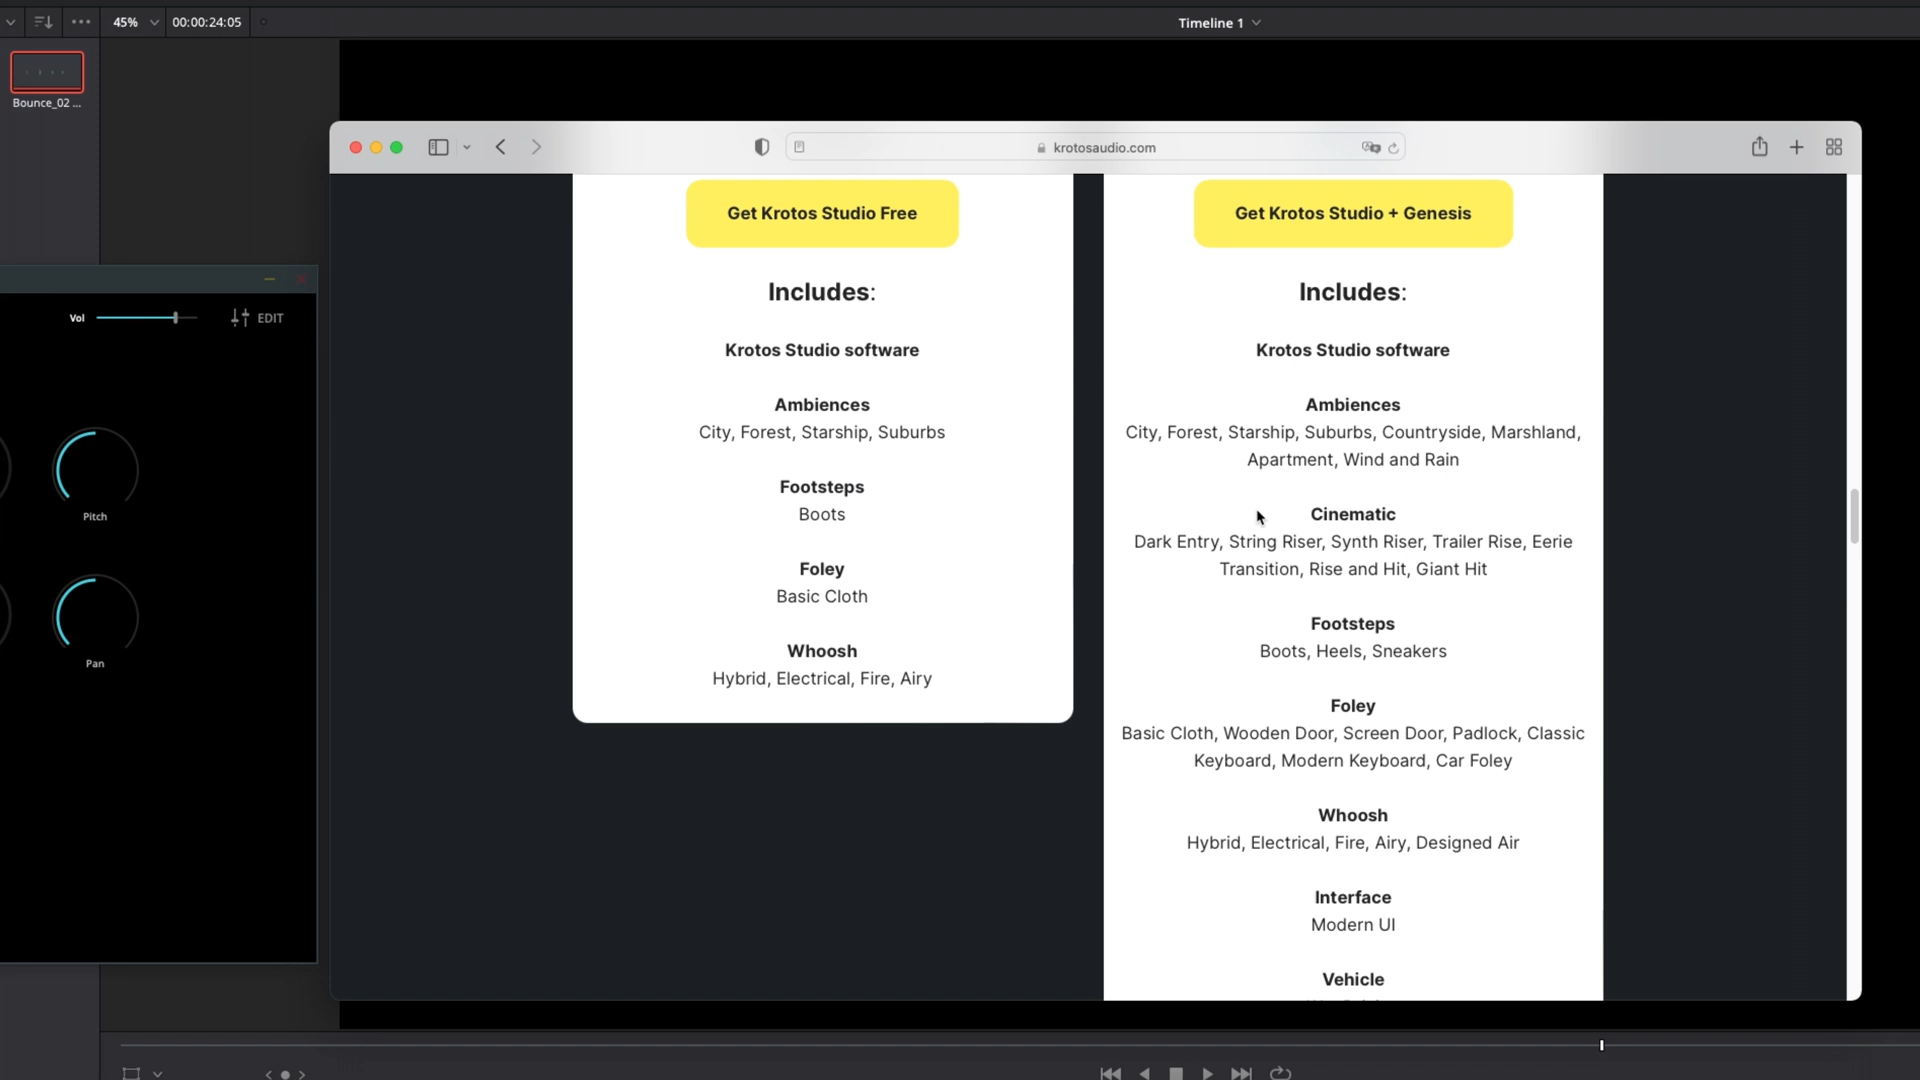 45%
00:00:24:05
Timeline 1
Bounce_02 ...
krotosaudio.com
Vol
EDIT
Pitch
Pan
Get Krotos Studio Free
Includes:
Krotos Studio software
Ambiences
City, Forest, Starship, Suburbs
Footsteps
Boots
Foley
Basic Cloth
Whoosh
Hybrid, Electrical, Fire, Airy
Get Krotos Studio + Genesis
Includes:
Krotos Studio software
Ambiences
City, Forest, Starship, Suburbs, Countryside, Marshland,
Apartment, Wind and Rain
Cinematic
Dark Entry, String Riser, Synth Riser, Trailer Rise, Eerie
Transition, Rise and Hit, Giant Hit
Footsteps
Boots, Heels, Sneakers
Foley
Basic Cloth, Wooden Door, Screen Door, Padlock, Classic
Keyboard, Modern Keyboard, Car Foley
Whoosh
Hybrid, Electrical, Fire, Airy, Designed Air
Interface
Modern UI
Vehicle